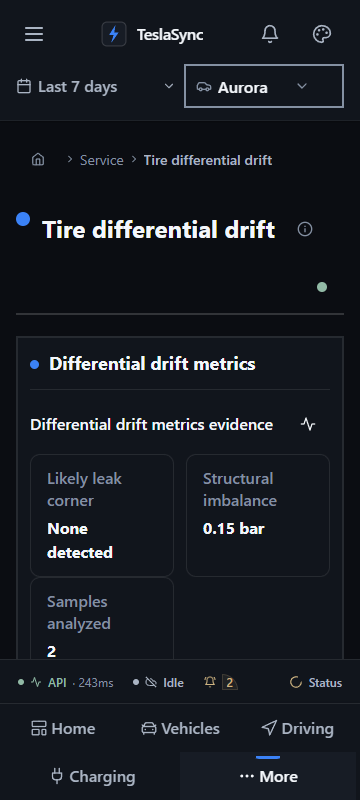 TeslaSync
Last 7 days
Aurora
Service
Tire differential drift
Tire differential drift
Differential drift metrics
Differential drift metrics evidence
Likely leak
corner
None
detected
Structural
imbalance
0.15 bar
Samples
analyzed
2
API · 243ms
Idle
2
Status
Home
Vehicles
Driving
Charging
More